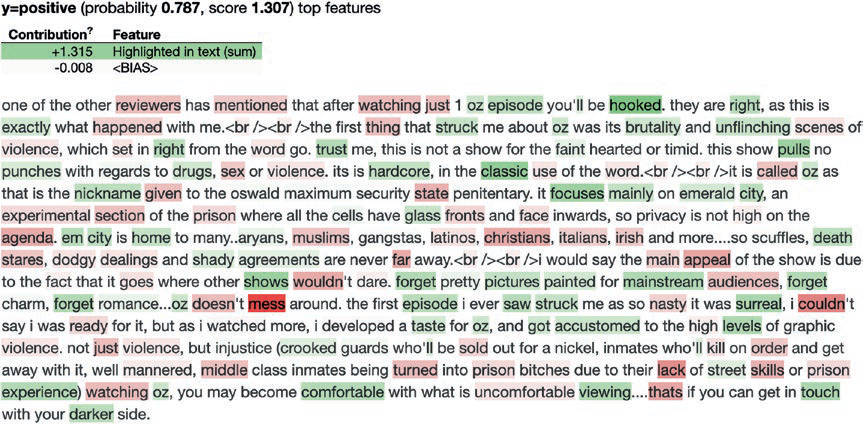 y=positive (probability 0.787, score 1.307) top features
Contribution? Feature
+1.315 Highlighted in text (sum)
-0.008 <BIAS>
one of the other reviewers has mentioned that after watching just 1 oz episode you'll be hooked. they are right, as this is
exactly what happened with me.<br /><br />the first thing that struck me about oz was its brutality and unflinching scenes of
violence, which set in right from the word go. trust me, this is not a show for the faint hearted or timid. this show pulls no
punches with regards to drugs, sex or violence. its is hardcore, in the classic use of the word.<br /><br />it is called oz as
that is the nickname given to the oswald maximum security state penitentary. it focuses mainly on emerald city, an
experimental section of the prison where all the cells have glass fronts and face inwards, so privacy is not high on the
agenda. em city is home to many..aryans, muslims, gangstas, latinos, christians, italians, irish and more....so scuffles, death
stares, dodgy dealings and shady agreements are never far away.<br /><br />i would say the main appeal of the show is due
to the fact that it goes where other shows wouldn't dare. forget pretty pictures painted for mainstream audiences, forget
charm, forget romance...oz doesn't mess around. the first episode i ever saw struck me as so nasty it was surreal, i couldn't
say i was ready for it, but as i watched more, i developed a taste for oz, and got accustomed to the high levels of graphic
violence. not just violence, but injustice (crooked guards who'll be sold out for a nickel, inmates who'll kill on order and get
away with it, well mannered, middle class inmates being turned into prison bitches due to their lack of street skills or prison
experience) watching oz, you may become comfortable with what is uncomfortable viewing....thats if you can get in touch
with your darker side.